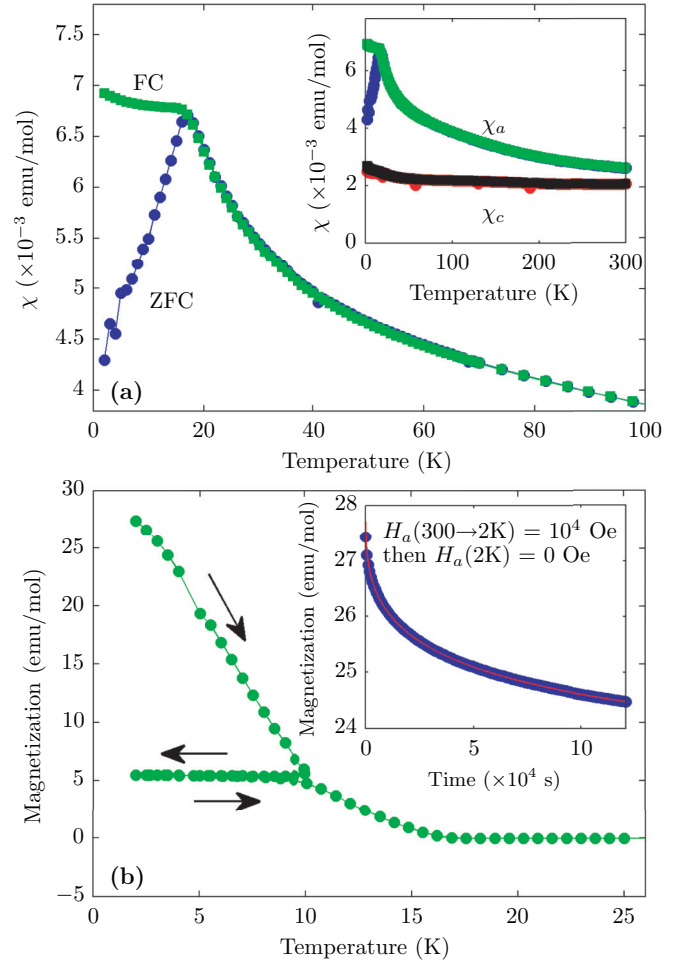 7.5
7
6.5
6
5.5
5
4.5
4
χ (×10⁻³ emu/mol)
FC
ZFC
(a)
0 20 40 60 80 100
Temperature (K)
6
4
2
0
χ (×10⁻³ emu/mol)
χₐ
χ_c
0 100 200 300
Temperature (K)
30
25
20
15
10
5
0
−5
Magnetization (emu/mol)
(b)
0 5 10 15 20 25
Temperature (K)
28
27
26
25
24
Magnetization (emu/mol)
Hₐ(300→2K) = 10⁴ Oe
then Hₐ(2K) = 0 Oe
0 5 10
Time (×10⁴ s)